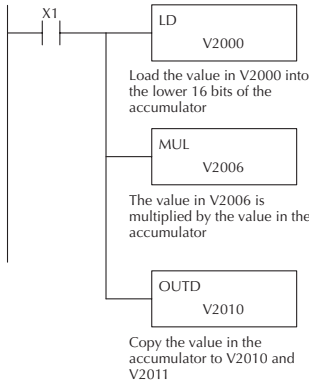 X1
LD
V2000
Load the value in V2000 into
the lower 16 bits of the
accumulator
MUL
V2006
The value in V2006 is
multiplied by the value in the
accumulator
OUTD
V2010
Copy the value in the
accumulator to V2010 and
V2011